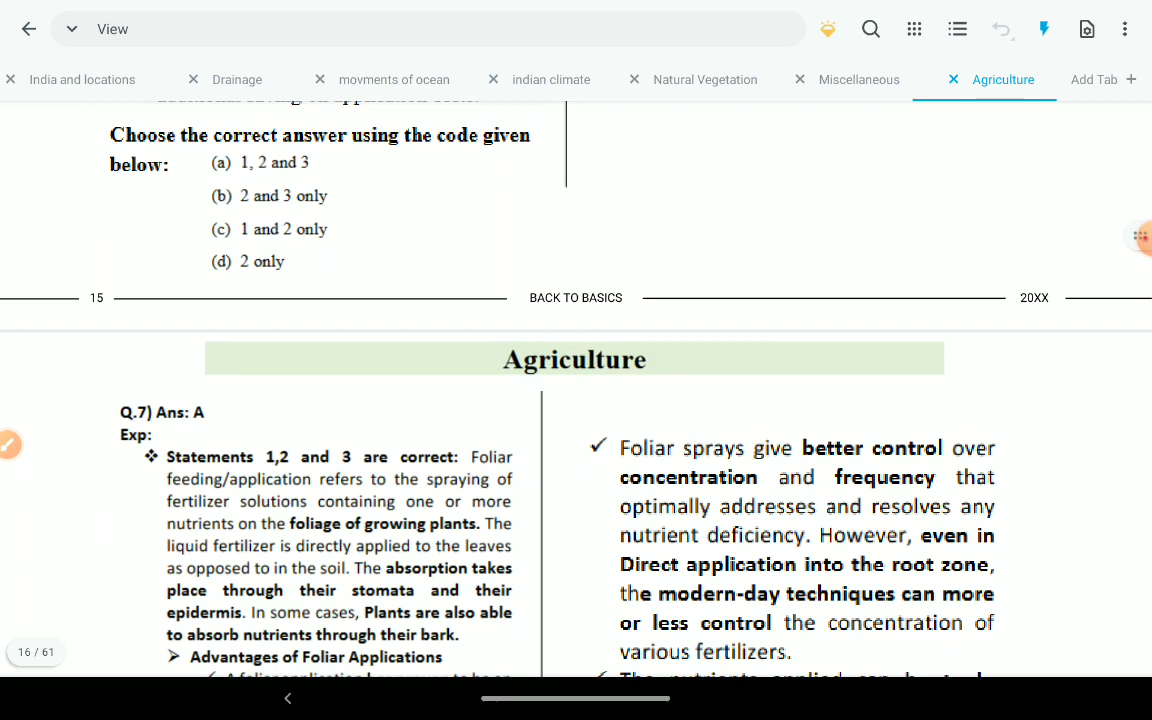 View
India and locations
Drainage
movments of ocean
indian climate
Natural Vegetation
Miscellaneous
Agriculture
Add Tab +
Choose the correct answer using the code given
below:
(a) 1, 2 and 3
(b) 2 and 3 only
(c) 1 and 2 only
(d) 2 only
15
BACK TO BASICS
20XX
Agriculture
Q.7) Ans: A
Exp:
❖ Statements 1,2 and 3 are correct: Foliar
feeding/application refers to the spraying of
fertilizer solutions containing one or more
nutrients on the foliage of growing plants. The
liquid fertilizer is directly applied to the leaves
as opposed to in the soil. The absorption takes
place through their stomata and their
epidermis. In some cases, Plants are also able
to absorb nutrients through their bark.
➤ Advantages of Foliar Applications
✓ Foliar sprays give better control over
concentration and frequency that
optimally addresses and resolves any
nutrient deficiency. However, even in
Direct application into the root zone,
the modern-day techniques can more
or less control the concentration of
various fertilizers.
16 / 61